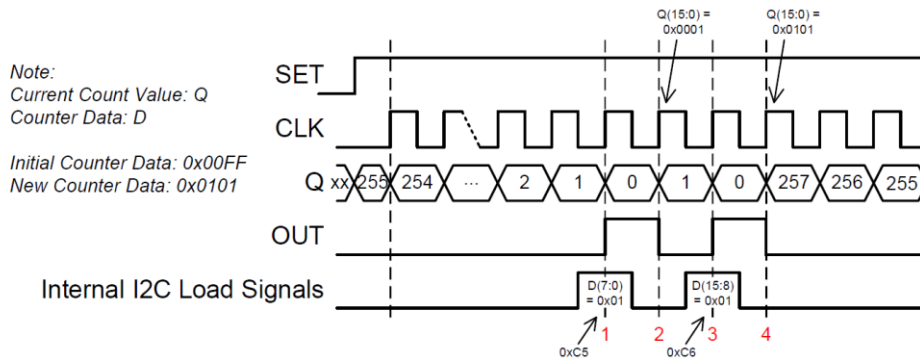 Q(15:0) =
0x0001
Q(15:0) =
0x0101
Note:
Current Count Value: Q
Counter Data: D
Initial Counter Data: 0x00FF
New Counter Data: 0x0101
SET
CLK
Q xx 255 254 ... 2 1 0 1 0 257 256 255
OUT
Internal I2C Load Signals
D(7:0)
= 0x01
D(15:8)
= 0x01
0xC5 1 2 0xC6 3 4